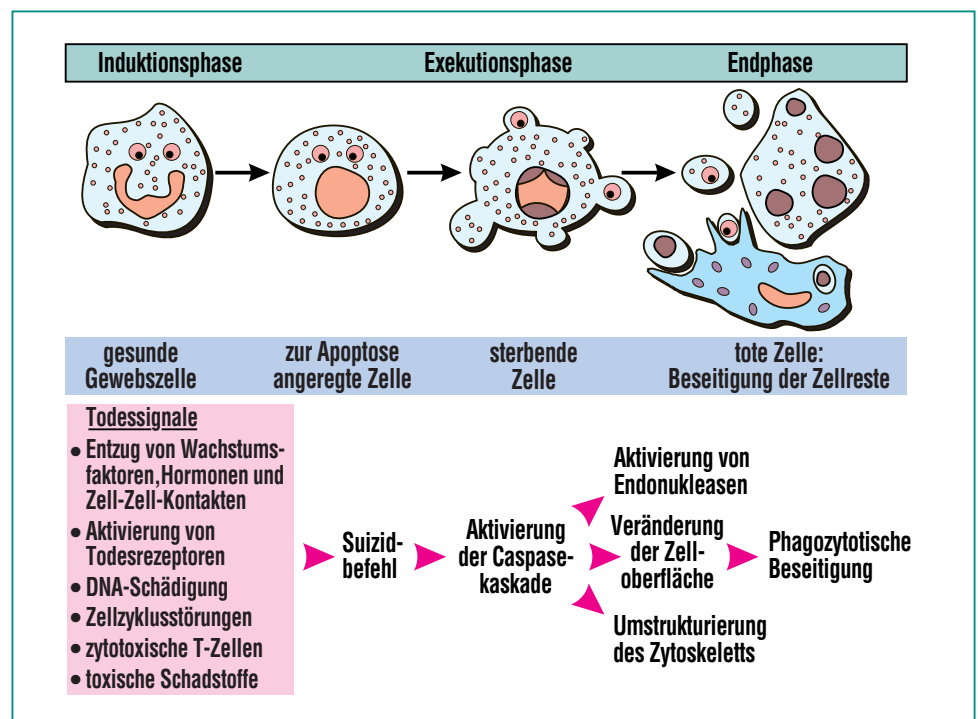 Induktionsphase
Exekutionsphase
Endphase
gesunde
Gewebszelle
zur Apoptose
angeregte Zelle
sterbende
Zelle
tote Zelle:
Beseitigung der Zellreste
Todessignale
• Entzug von Wachstums-
faktoren,Hormonen und
Zell-Zell-Kontakten
• Aktivierung von
Todesrezeptoren
• DNA-Schädigung
• Zellzyklusstörungen
• zytotoxische T-Zellen
• toxische Schadstoffe
Suizid-
befehl
Aktivierung
der Caspase-
kaskade
Aktivierung von
Endonukleasen
Veränderung
der Zell-
oberfläche
Umstrukturierung
des Zytoskeletts
Phagozytotische
Beseitigung